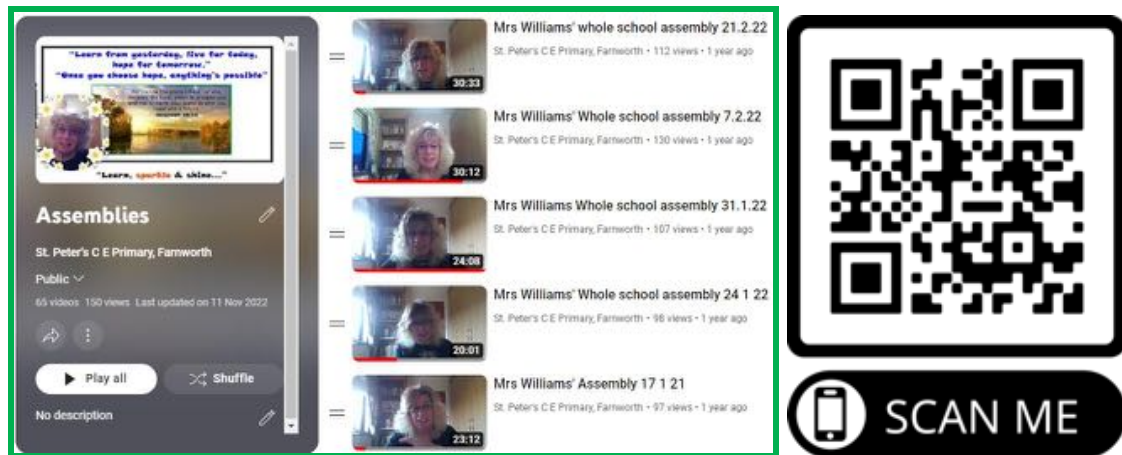 "Learn from yesterday, live for today,
hope for tomorrow."
"Once you choose hope, anything's possible"
"Learn, sparkle & shine..."
Assemblies
St. Peter's C E Primary, Farnworth
Public
65 videos 150 views Last updated on 11 Nov 2022
Play all
Shuffle
No description
Mrs Williams' whole school assembly 21.2.22
St. Peter's C E Primary, Farnworth • 112 views • 1 year ago
30:33
Mrs Williams' Whole school assembly 7.2.22
St. Peter's C E Primary, Farnworth • 130 views • 1 year ago
30:12
Mrs Williams Whole school assembly 31.1.22
St. Peter's C E Primary, Farnworth • 107 views • 1 year ago
24:08
Mrs Williams' Whole school assembly 24 1 22
St. Peter's C E Primary, Farnworth • 98 views • 1 year ago
20:01
Mrs Williams' Assembly 17 1 21
St. Peter's C E Primary, Farnworth • 97 views • 1 year ago
23:12
SCAN ME